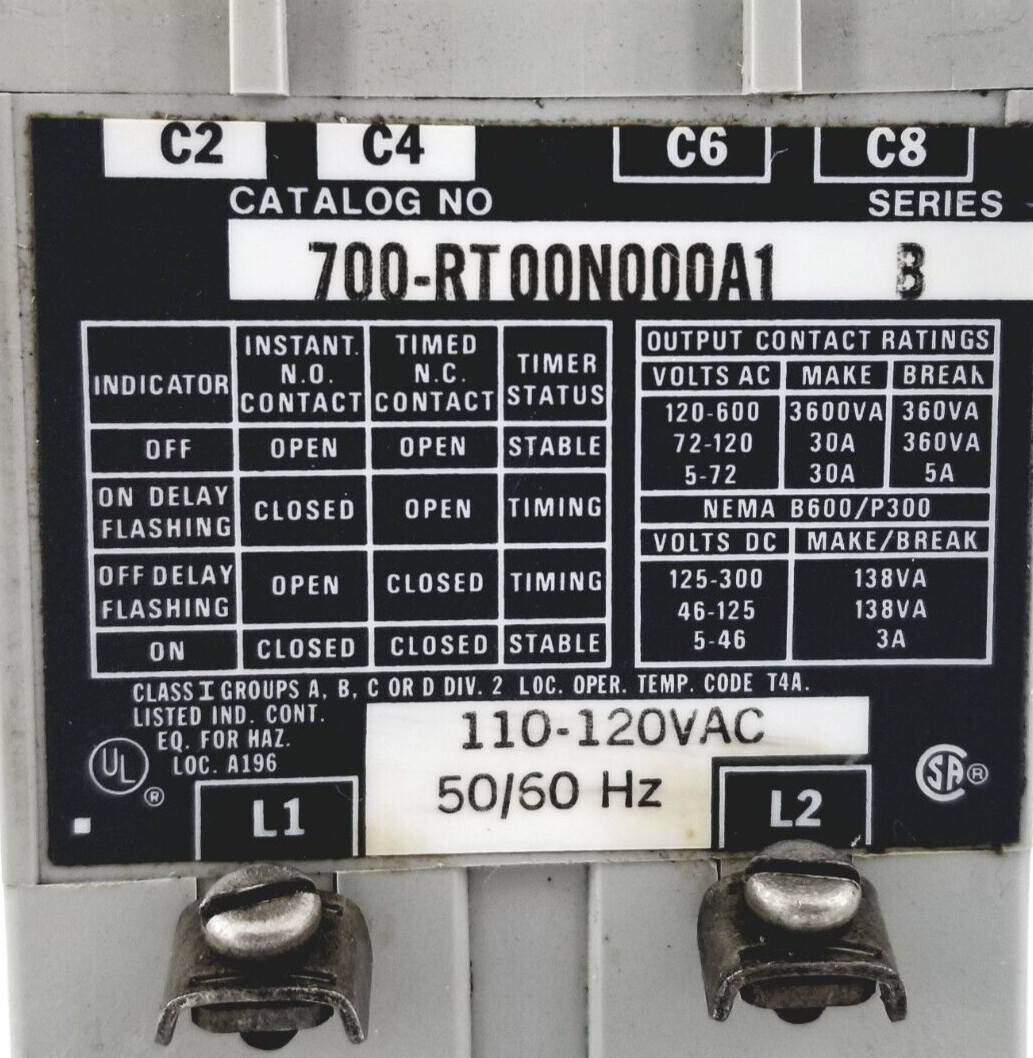 C2 C4 C6 C8
CATALOG NO SERIES
700-RT00N000A1 B
INDICATOR INSTANT. N.O. CONTACT TIMED N.C. CONTACT TIMER STATUS
OFF OPEN OPEN STABLE
ON DELAY FLASHING CLOSED OPEN TIMING
OFF DELAY FLASHING OPEN CLOSED TIMING
ON CLOSED CLOSED STABLE
OUTPUT CONTACT RATINGS
VOLTS AC MAKE BREAK
120-600 3600VA 360VA
72-120 30A 360VA
5-72 30A 5A
NEMA B600/P300
VOLTS DC MAKE/BREAK
125-300 138VA
46-125 138VA
5-46 3A
CLASS I GROUPS A, B, C OR D DIV. 2 LOC. OPER. TEMP. CODE T4A.
LISTED IND. CONT.
EQ. FOR HAZ.
LOC. A196
UL ®
110-120VAC
50/60 Hz
SA ®
L1 L2